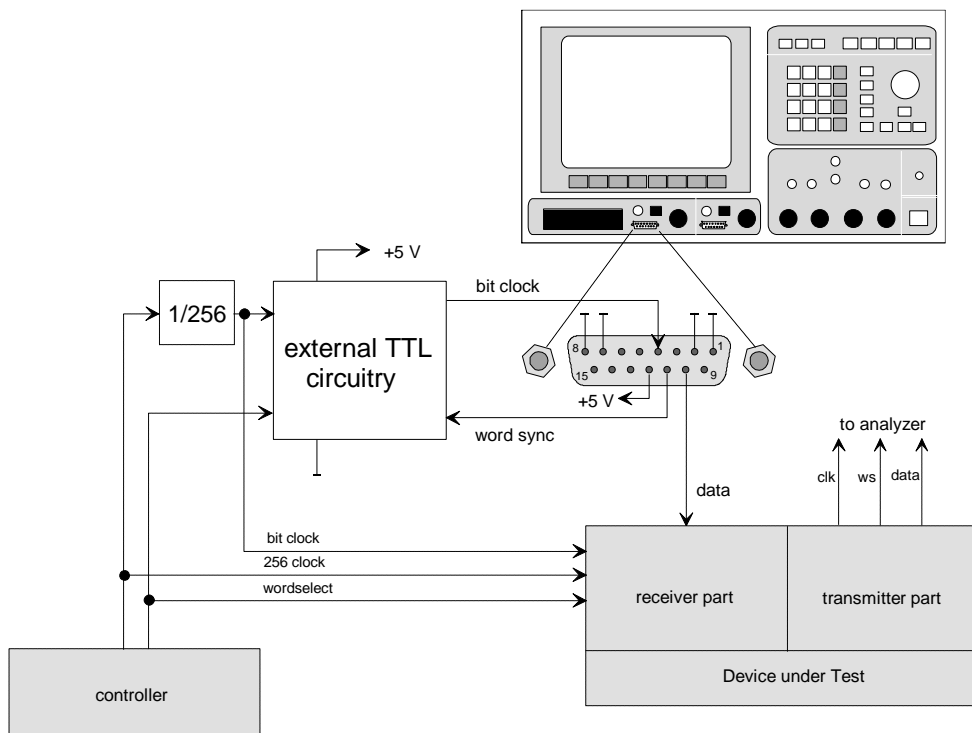 +5 V
1/256
bit clock
external TTL
circuitry
8
1
15
9
+5 V
word sync
to analyzer
clk
ws
data
data
bit clock
256 clock
wordselect
receiver part
transmitter part
Device under Test
controller